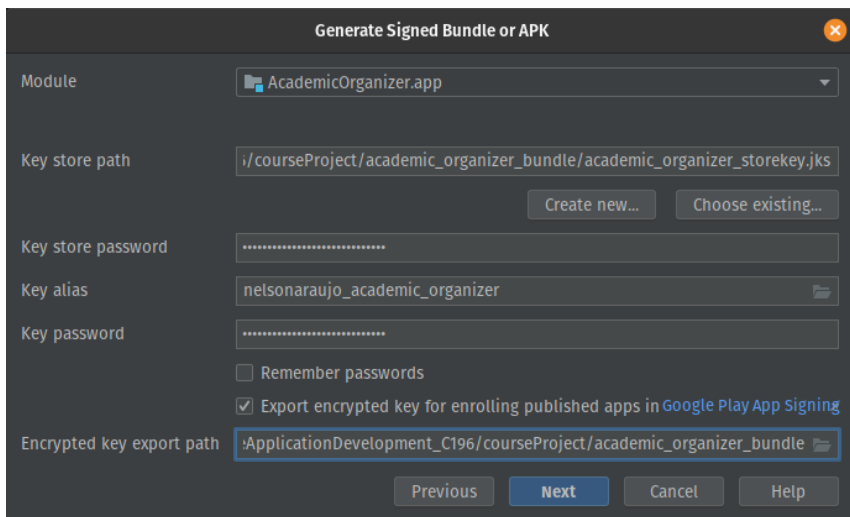 Generate Signed Bundle or APK
Module
AcademicOrganizer.app
Key store path
/courseProject/academic_organizer_bundle/academic_organizer_storekey.jks
Create new...
Choose existing...
Key store password
••••••••••••••••••••••••••••••
Key alias
nelsonaraujo_academic_organizer
Key password
••••••••••••••••••••••••••••••
Remember passwords
Export encrypted key for enrolling published apps in Google Play App Signing
Encrypted key export path
ApplicationDevelopment_C196/courseProject/academic_organizer_bundle
Previous
Next
Cancel
Help